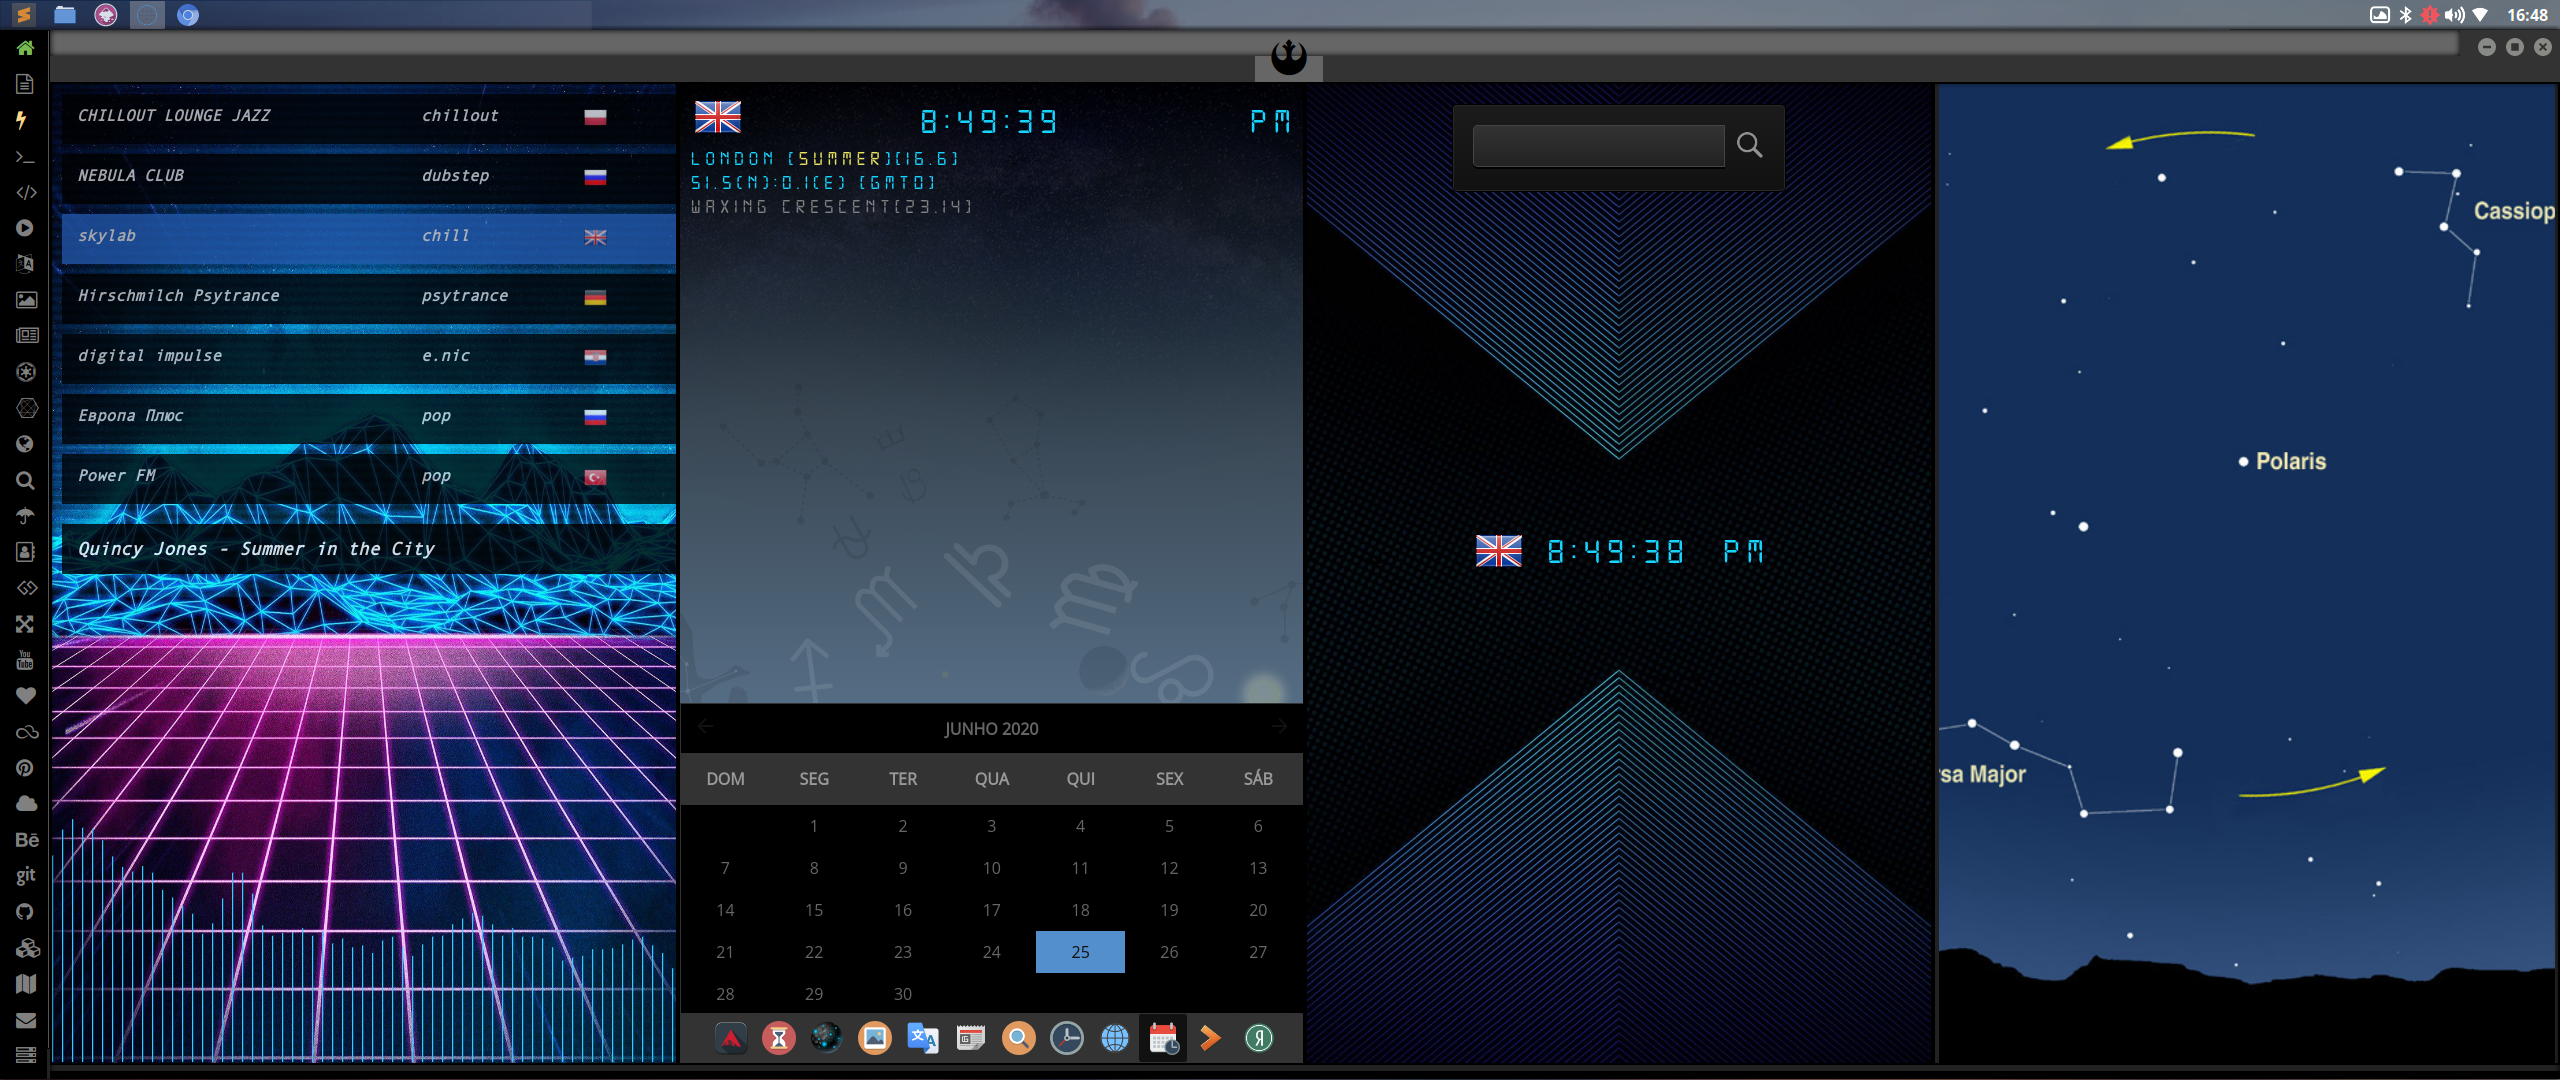 16:48
CHILLOUT LOUNGE JAZZ chillout
NEBULA CLUB dubstep
skylab chill
Hirschmilch Psytrance psytrance
digital impulse e.nic
Европа Плюс pop
Power FM pop
Quincy Jones - Summer in the City
8:49:39 PM
LONDON [SUMMER][16.6]
51.5(N):0.1(E) [GMT0]
WAXING CRESCENT[23.14]
JUNHO 2020
DOM SEG TER QUA QUI SEX SÁB
1 2 3 4 5 6
7 8 9 10 11 12 13
14 15 16 17 18 19 20
21 22 23 24 25 26 27
28 29 30
8:49:38 PM
Cassiop
Polaris
rsa Major
You
Tube
Bē
git